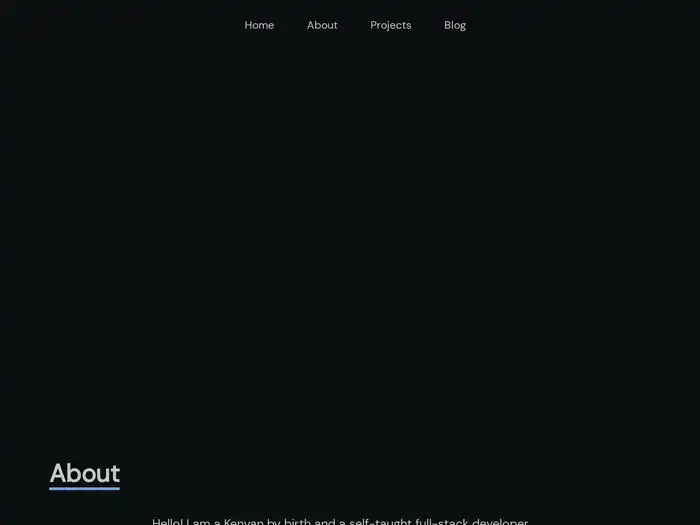 Home About Projects Blog
About
Hello! I am a Kenyan by birth and a self-taught full-stack developer